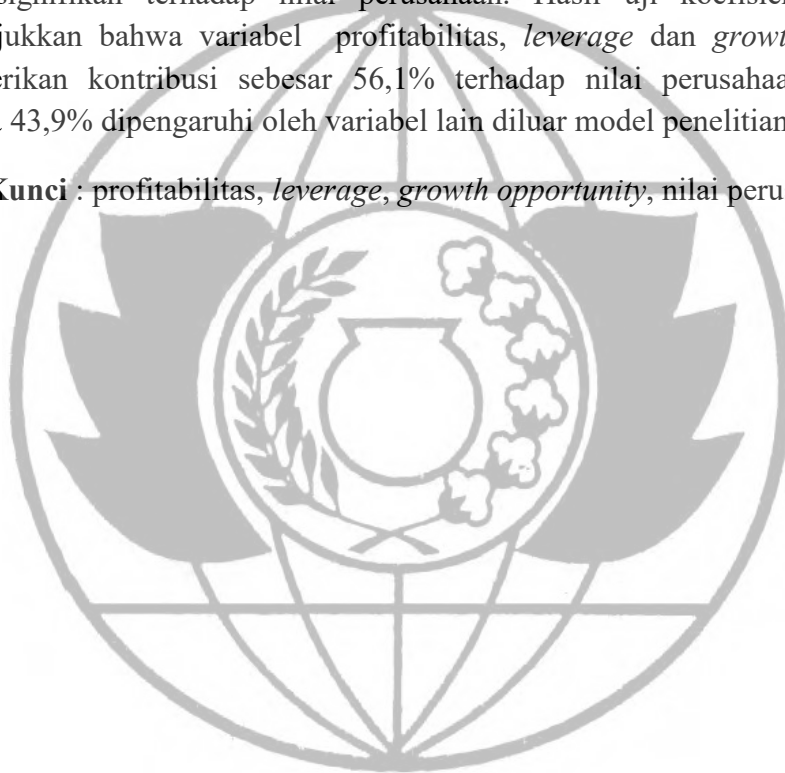 signifikan terhadap nilai perusahaan. Hasil uji koefisien
jukkan bahwa variabel profitabilitas, leverage dan growt
erikan kontribusi sebesar 56,1% terhadap nilai perusahaa
43,9% dipengaruhi oleh variabel lain diluar model penelitian
Kunci : profitabilitas, leverage, growth opportunity, nilai peru